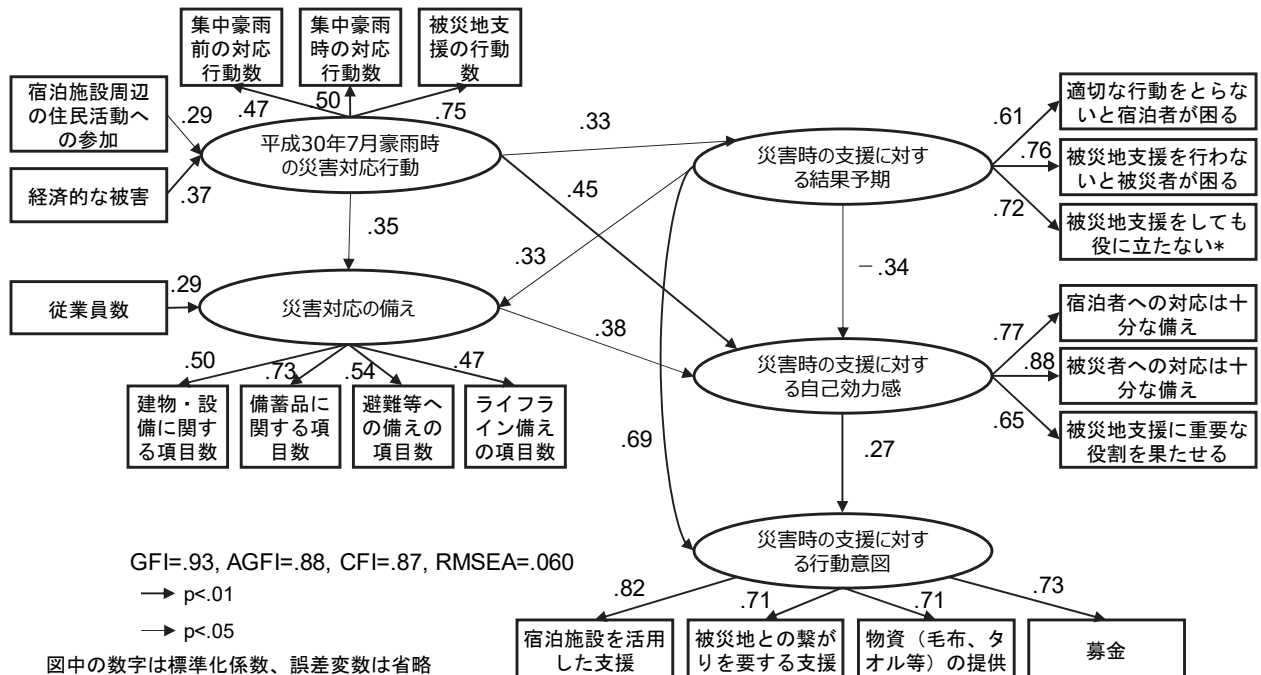 集中豪雨
前の対応
行動数
集中豪雨
時の対応
行動数
被災地支
援の行動
数
宿泊施設周辺
の住民活動へ
の参加
.29
.47
.50
.75
平成30年7月豪雨時
の災害対応行動
経済的な被害
.37
.33
.45
.35
.33
災害時の支援に対す
る結果予期
.61
.76
.72
適切な行動をとらな
いと宿泊者が困る
被災地支援を行わな
いと被災者が困る
被災地支援をしても
役に立たない*
－.34
従業員数
.29
災害対応の備え
.38
.50
.73
.54
.47
建物・設
備に関す
る項目数
備蓄品に
関する項
目数
避難等へ
の備えの
項目数
ライフラ
イン備え
の項目数
災害時の支援に対す
る自己効力感
.77
.88
.65
宿泊者への対応は十
分な備え
被災者への対応は十
分な備え
被災地支援に重要な
役割を果たせる
.69
.27
災害時の支援に対す
る行動意図
.82
.71
.71
.73
宿泊施設を活用
した支援
被災地との繋が
りを要する支援
物資（毛布、タ
オル等）の提供
募金
GFI=.93, AGFI=.88, CFI=.87, RMSEA=.060
p<.01
p<.05
図中の数字は標準化係数、誤差変数は省略